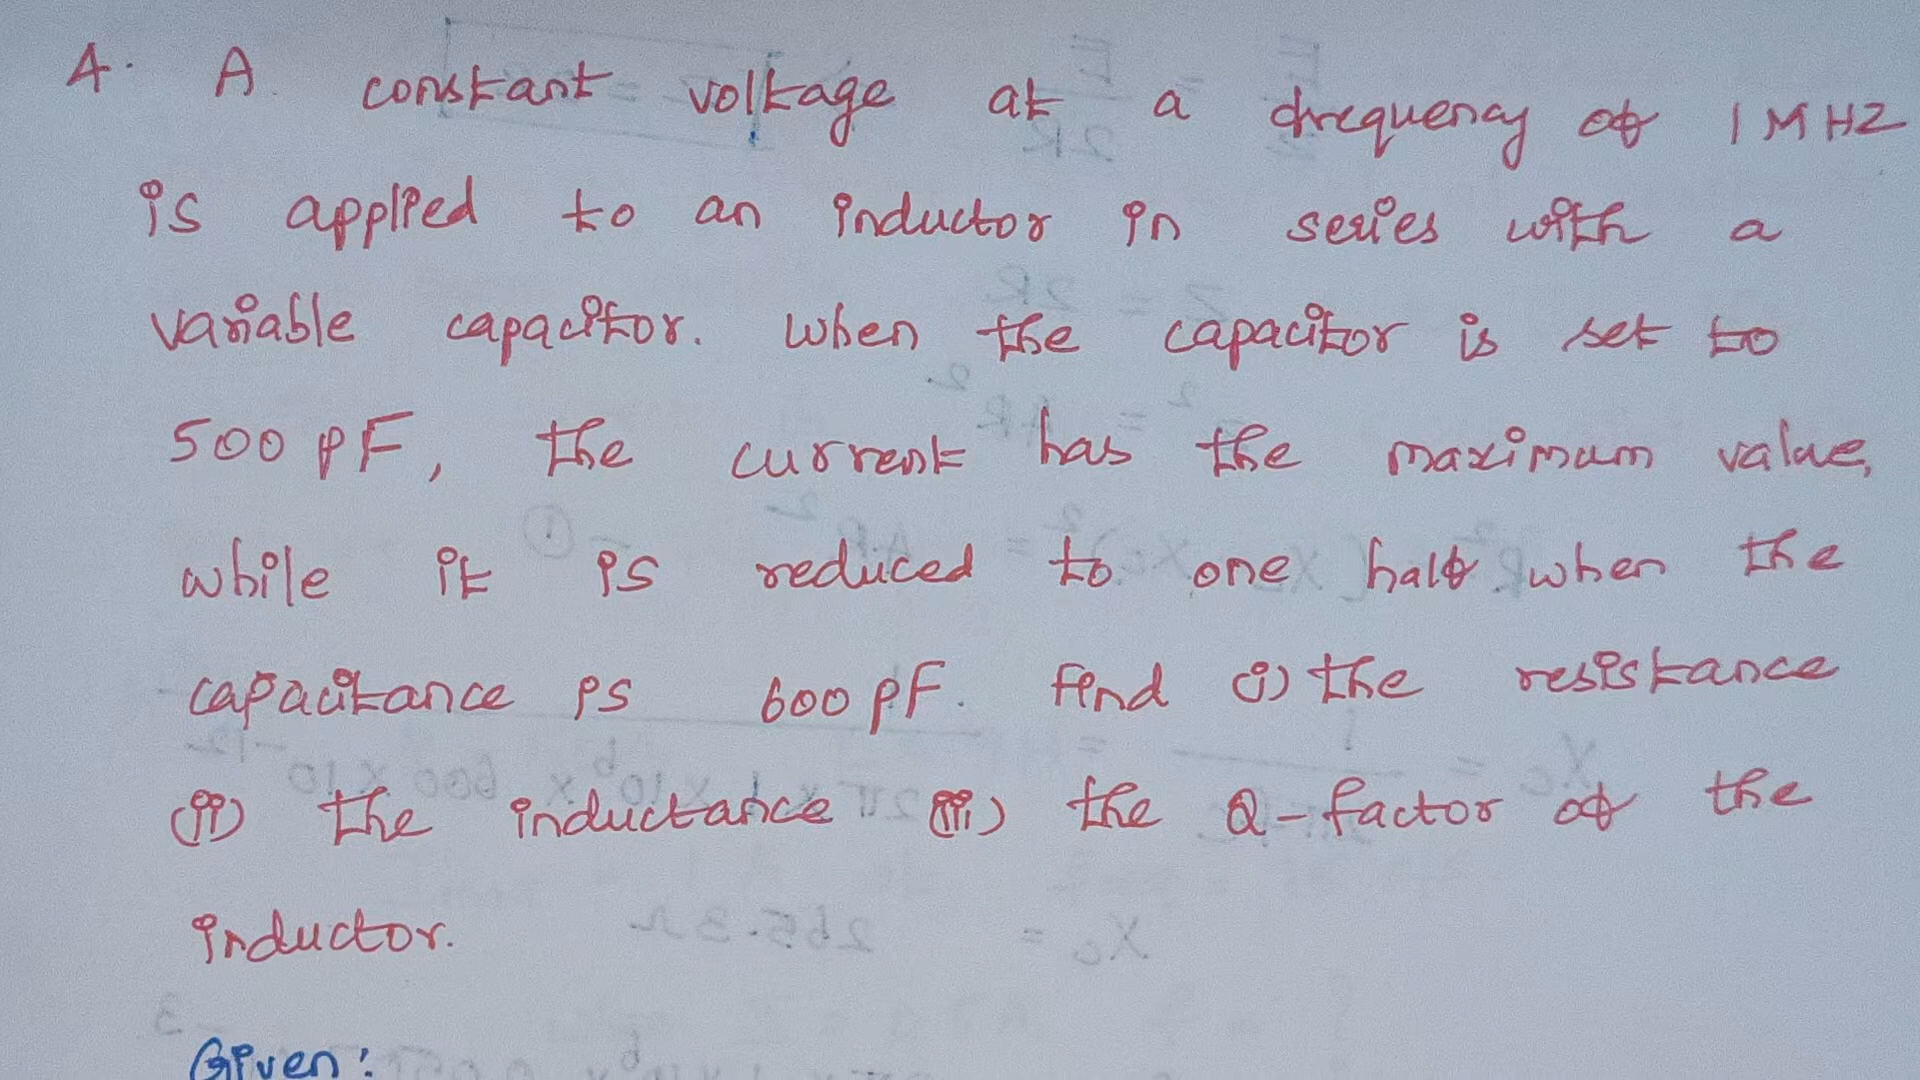 4. A constant voltage at a frequency of 1 MHZ
is applied to an inductor in series with a
variable capacitor. When the capacitor is set to
500 pF, the current has the maximum value,
while it is reduced to one half when the
capacitance is 600 pF. Find (i) the resistance
(ii) the inductance (iii) the Q-factor of the
inductor.
Given: